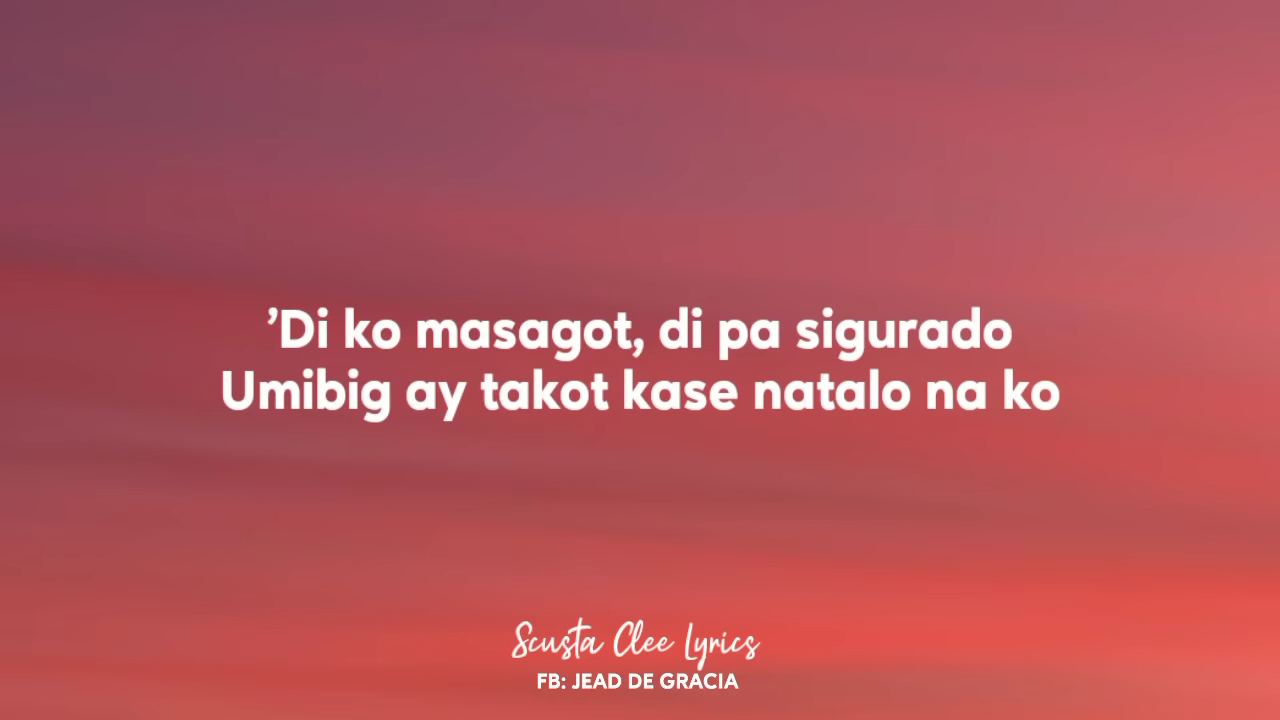 ’Di ko masagot, di pa sigurado
Umibig ay takot kase natalo na ko
Scusta Clee Lyrics
FB: JEAD DE GRACIA